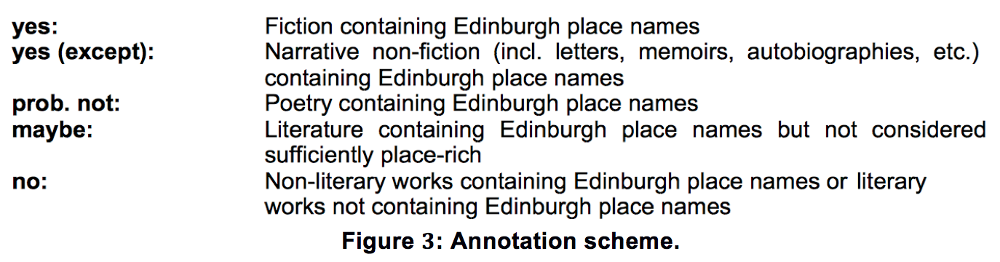 yes: Fiction containing Edinburgh place names
yes (except): Narrative non-fiction (incl. letters, memoirs, autobiographies, etc.)
containing Edinburgh place names
prob. not: Poetry containing Edinburgh place names
maybe: Literature containing Edinburgh place names but not considered
sufficiently place-rich
no: Non-literary works containing Edinburgh place names or literary
works not containing Edinburgh place names
Figure 3: Annotation scheme.